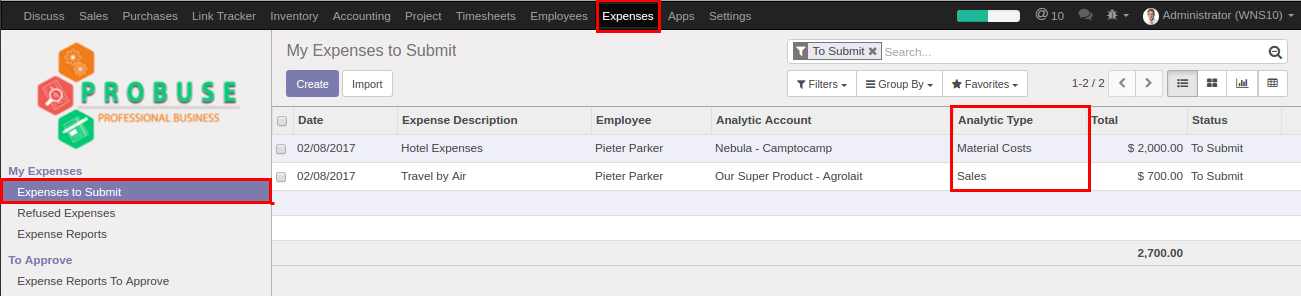 Discuss Sales Purchases Link Tracker Inventory Accounting Project Timesheets Employees Expenses Apps Settings @ 10 Administrator (WNS10)
PROBUSE
PROFESSIONAL BUSINESS
My Expenses
Expenses to Submit
Refused Expenses
Expense Reports
To Approve
Expense Reports To Approve
My Expenses to Submit
To Submit Search...
Create Import
Filters Group By Favorites 1-2 / 2
Date Expense Description Employee Analytic Account Analytic Type Total Status
02/08/2017 Hotel Expenses Pieter Parker Nebula - Camptocamp Material Costs $ 2,000.00 To Submit
02/08/2017 Travel by Air Pieter Parker Our Super Product - Agrolait Sales $ 700.00 To Submit
2,700.00